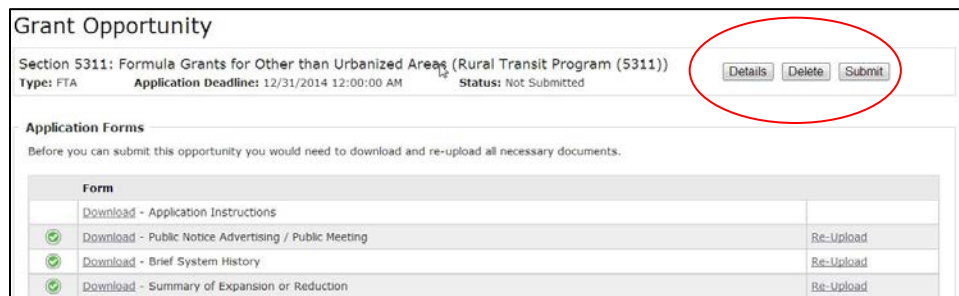 Grant Opportunity
Section 5311: Formula Grants for Other than Urbanized Areas (Rural Transit Program (5311))
Type: FTA Application Deadline: 12/31/2014 12:00:00 AM Status: Not Submitted
Details Delete Submit
Application Forms
Before you can submit this opportunity you would need to download and re-upload all necessary documents.
Form
Download - Application Instructions
Download - Public Notice Advertising / Public Meeting Re-Upload
Download - Brief System History Re-Upload
Download - Summary of Expansion or Reduction Re-Upload